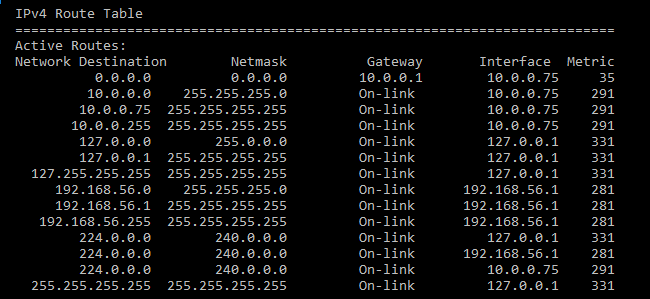 IPv4 Route Table
===========================================================================
Active Routes:
Network Destination        Netmask          Gateway       Interface  Metric
          0.0.0.0          0.0.0.0         10.0.0.1        10.0.0.75     35
         10.0.0.0    255.255.255.0         On-link         10.0.0.75    291
        10.0.0.75  255.255.255.255         On-link         10.0.0.75    291
       10.0.0.255  255.255.255.255         On-link         10.0.0.75    291
        127.0.0.0        255.0.0.0         On-link         127.0.0.1    331
        127.0.0.1  255.255.255.255         On-link         127.0.0.1    331
  127.255.255.255  255.255.255.255         On-link         127.0.0.1    331
     192.168.56.0    255.255.255.0         On-link      192.168.56.1    281
     192.168.56.1  255.255.255.255         On-link      192.168.56.1    281
   192.168.56.255  255.255.255.255         On-link      192.168.56.1    281
        224.0.0.0        240.0.0.0         On-link         127.0.0.1    331
        224.0.0.0        240.0.0.0         On-link      192.168.56.1    281
        224.0.0.0        240.0.0.0         On-link         10.0.0.75    291
  255.255.255.255  255.255.255.255         On-link         127.0.0.1    331